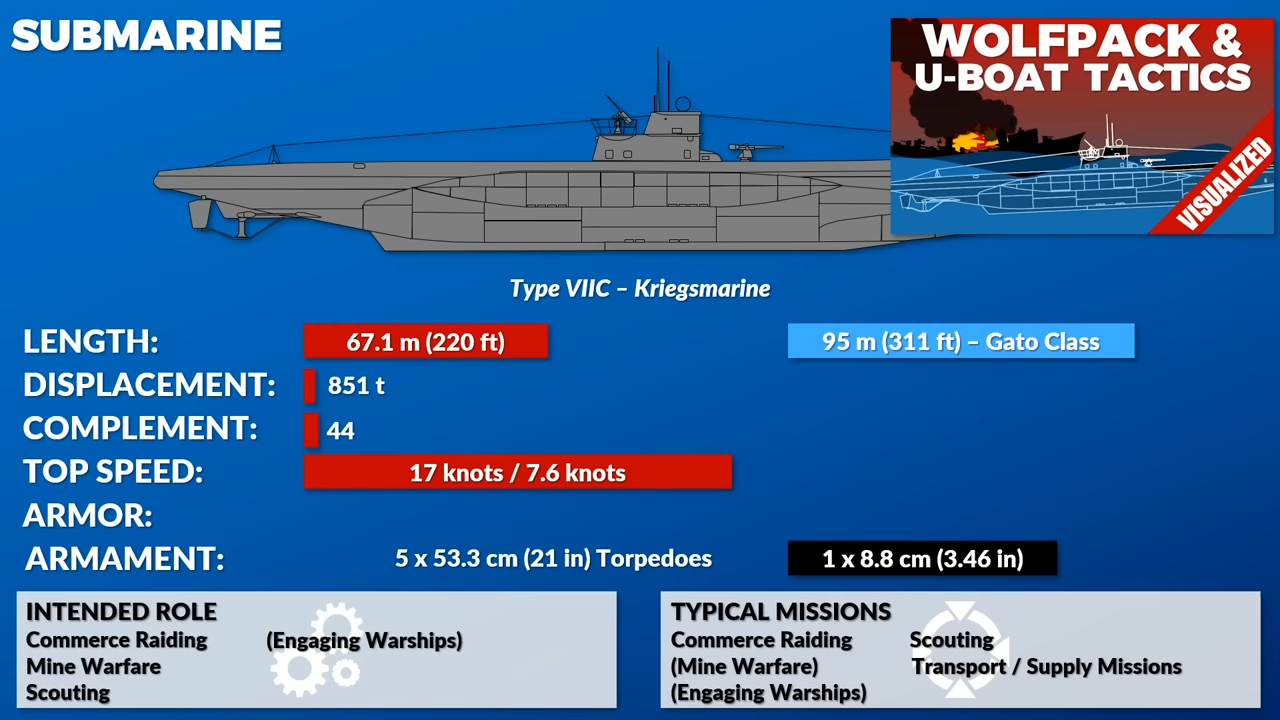 SUBMARINE
WOLFPACK &
U-BOAT TACTICS
VISUALIZED
Type VIIC – Kriegsmarine
LENGTH: 67.1 m (220 ft) 95 m (311 ft) – Gato Class
DISPLACEMENT: 851 t
COMPLEMENT: 44
TOP SPEED: 17 knots / 7.6 knots
ARMOR:
ARMAMENT: 5 x 53.3 cm (21 in) Torpedoes 1 x 8.8 cm (3.46 in)
INTENDED ROLE
Commerce Raiding (Engaging Warships)
Mine Warfare
Scouting
TYPICAL MISSIONS
Commerce Raiding Scouting
(Mine Warfare) Transport / Supply Missions
(Engaging Warships)